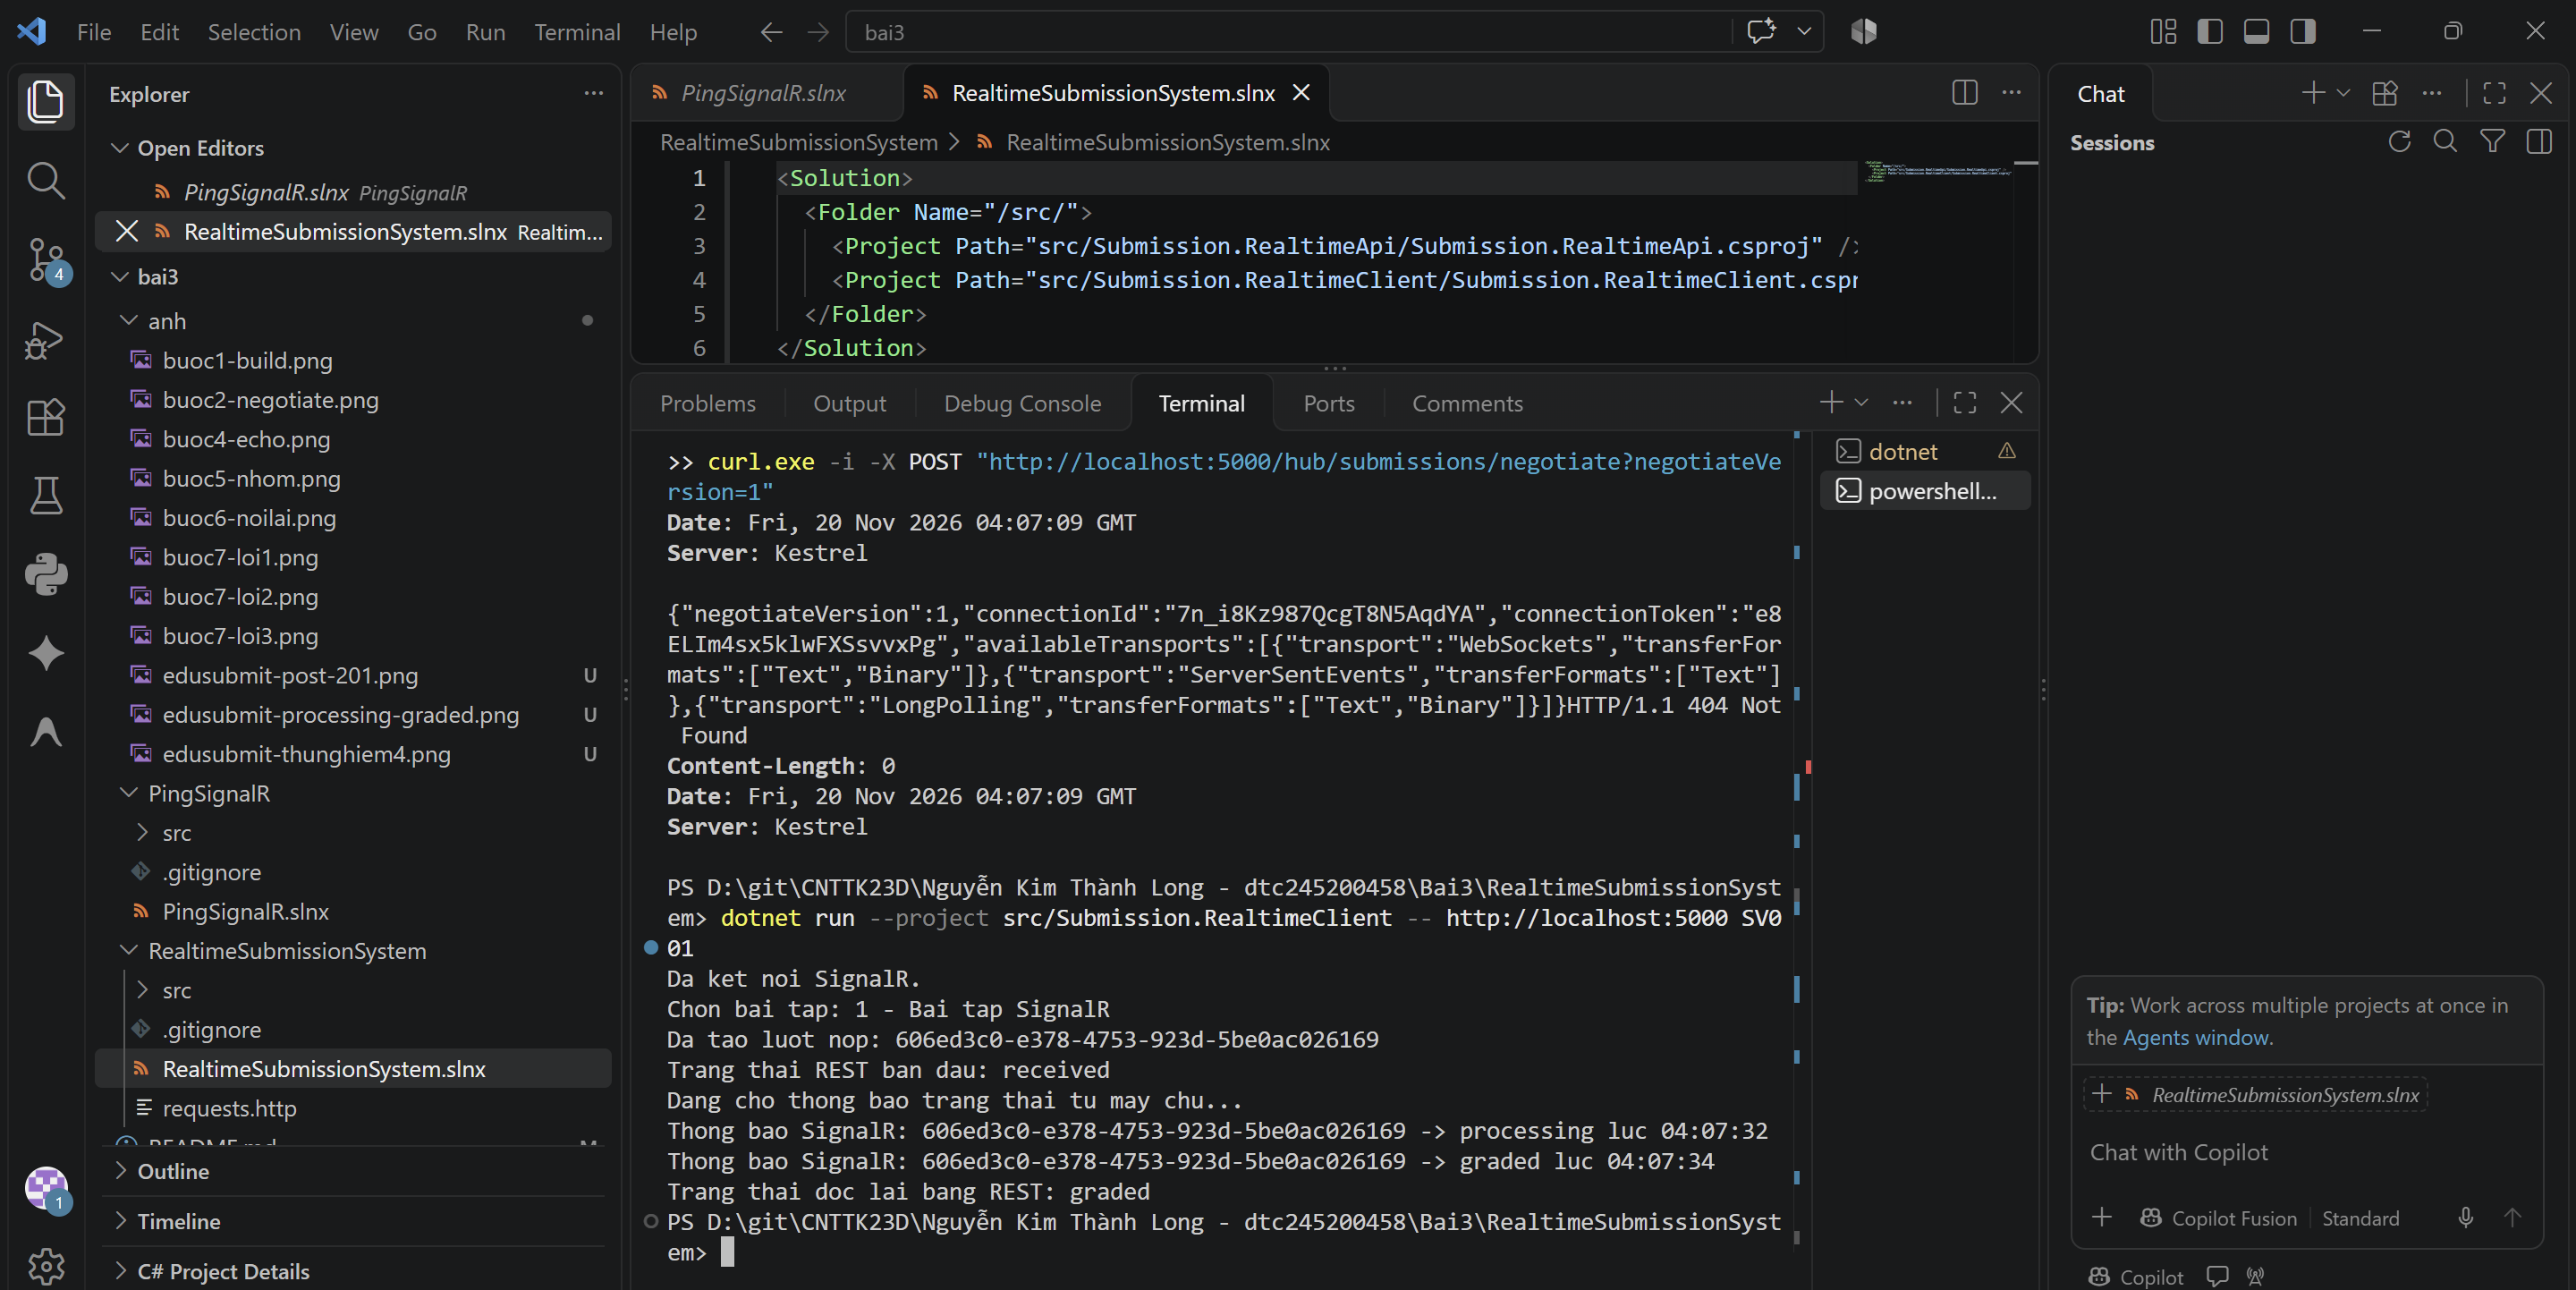 File Edit Selection View Go Run Terminal Help
bai3
Explorer
Open Editors
PingSignalR.slnx PingSignalR
RealtimeSubmissionSystem.slnx Realtim...
bai3
anh
buoc1-build.png
buoc2-negotiate.png
buoc4-echo.png
buoc5-nhom.png
buoc6-noilai.png
buoc7-loi1.png
buoc7-loi2.png
buoc7-loi3.png
edusubmit-post-201.png U
edusubmit-processing-graded.png U
edusubmit-thunghiem4.png U
PingSignalR
src
.gitignore
PingSignalR.slnx
RealtimeSubmissionSystem
src
.gitignore
RealtimeSubmissionSystem.slnx
requests.http
README.md M
Outline
Timeline
C# Project Details
4
1
PingSignalR.slnx
RealtimeSubmissionSystem.slnx
RealtimeSubmissionSystem > RealtimeSubmissionSystem.slnx
1 <Solution>
2 <Folder Name="/src/">
3 <Project Path="src/Submission.RealtimeApi/Submission.RealtimeApi.csproj" />
4 <Project Path="src/Submission.RealtimeClient/Submission.RealtimeClient.cspr
5 </Folder>
6 </Solution>
Problems Output Debug Console Terminal Ports Comments
>> curl.exe -i -X POST "http://localhost:5000/hub/submissions/negotiate?negotiateVe
rsion=1"
Date: Fri, 20 Nov 2026 04:07:09 GMT
Server: Kestrel
{"negotiateVersion":1,"connectionId":"7n_i8Kz987QcgT8N5AqdYA","connectionToken":"e8
ELIm4sx5klwFXSsvvxPg","availableTransports":[{"transport":"WebSockets","transferFor
mats":["Text","Binary"]},{"transport":"ServerSentEvents","transferFormats":["Text"]
},{"transport":"LongPolling","transferFormats":["Text","Binary"]}]}HTTP/1.1 404 Not
Found
Content-Length: 0
Date: Fri, 20 Nov 2026 04:07:09 GMT
Server: Kestrel
PS D:\git\CNTTK23D\Nguyễn Kim Thành Long - dtc245200458\Bai3\RealtimeSubmissionSyst
em> dotnet run --project src/Submission.RealtimeClient -- http://localhost:5000 SV0
01
Da ket noi SignalR.
Chon bai tap: 1 - Bai tap SignalR
Da tao luot nop: 606ed3c0-e378-4753-923d-5be0ac026169
Trang thai REST ban dau: received
Dang cho thong bao trang thai tu may chu...
Thong bao SignalR: 606ed3c0-e378-4753-923d-5be0ac026169 -> processing luc 04:07:32
Thong bao SignalR: 606ed3c0-e378-4753-923d-5be0ac026169 -> graded luc 04:07:34
Trang thai doc lai bang REST: graded
PS D:\git\CNTTK23D\Nguyễn Kim Thành Long - dtc245200458\Bai3\RealtimeSubmissionSyst
em>
dotnet
powershell...
Chat
Sessions
Tip: Work across multiple projects at once in
the Agents window.
RealtimeSubmissionSystem.slnx
Chat with Copilot
Copilot Fusion Standard
Copilot